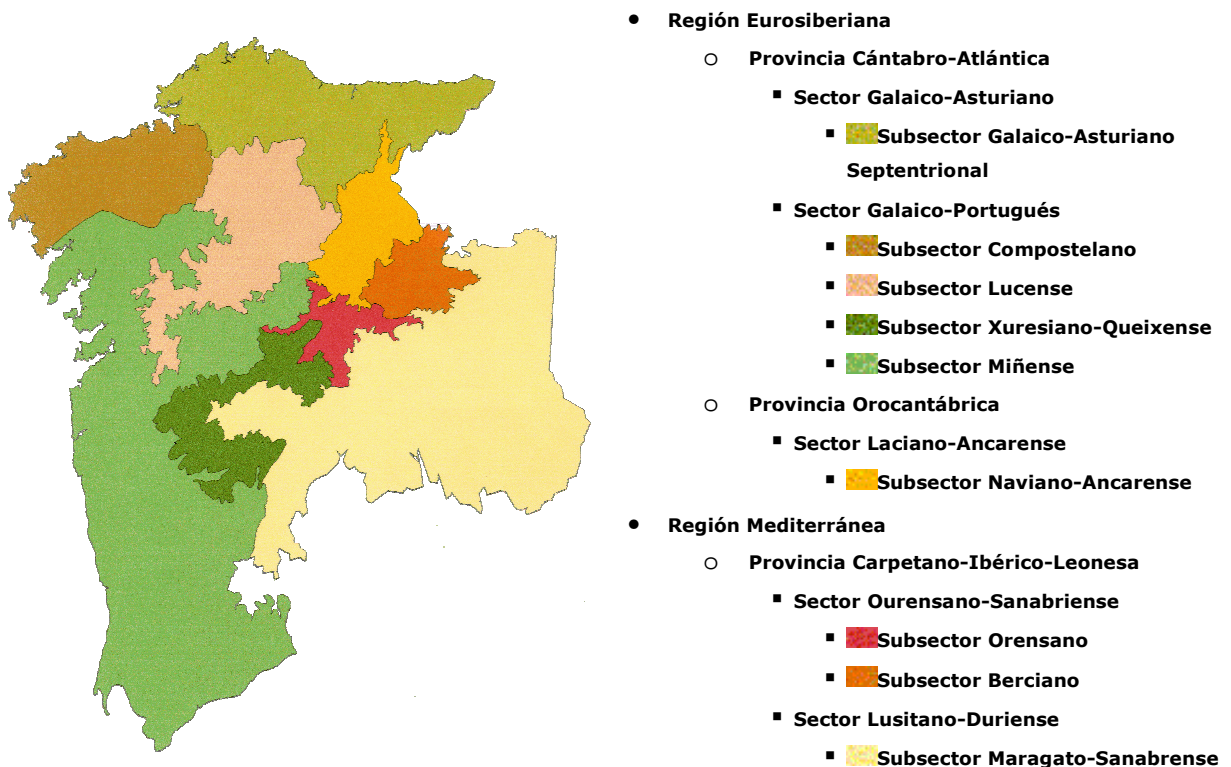 Región Eurosiberiana
Provincia Cántabro-Atlántica
Sector Galaico-Asturiano
Subsector Galaico-Asturiano
Septentrional
Sector Galaico-Portugués
Subsector Compostelano
Subsector Lucense
Subsector Xuresiano-Queixense
Subsector Miñense
Provincia Orocantábrica
Sector Laciano-Ancarense
Subsector Naviano-Ancarense
Región Mediterránea
Provincia Carpetano-Ibérico-Leonesa
Sector Ourensano-Sanabriense
Subsector Orensano
Subsector Berciano
Sector Lusitano-Duriense
Subsector Maragato-Sanabrense